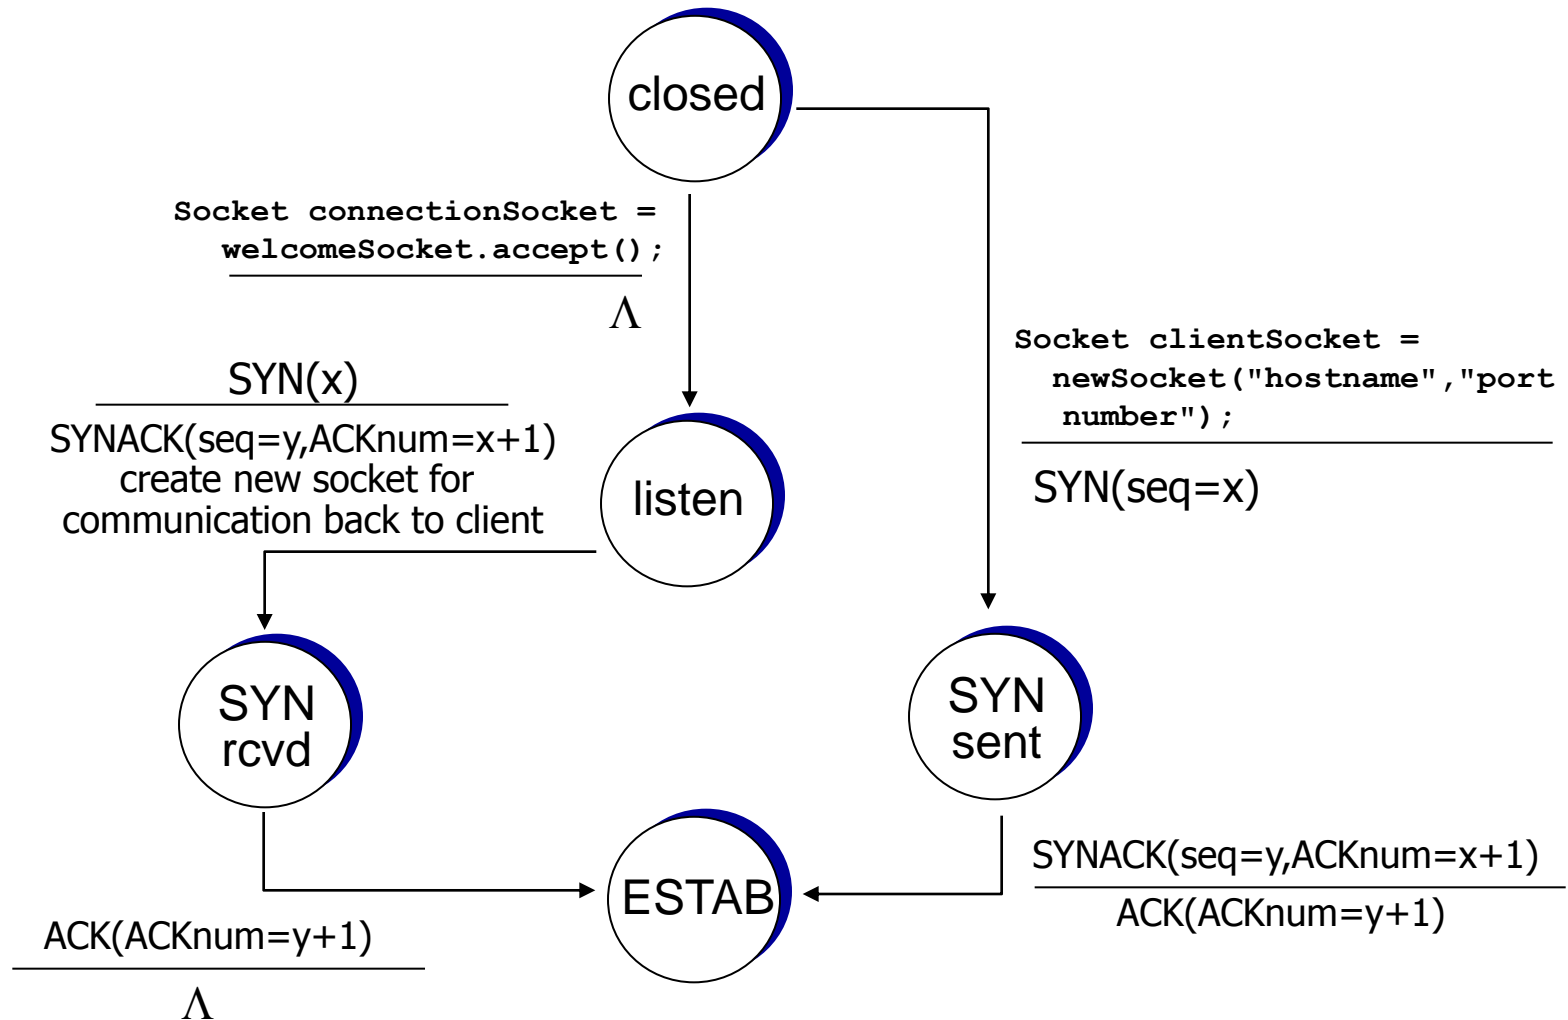 closed
Socket connectionSocket =
welcomeSocket.accept();
Λ
Socket clientSocket =
newSocket("hostname","port
number");
SYN(seq=x)
SYN(x)
SYNACK(seq=y,ACKnum=x+1)
create new socket for
communication back to client
listen
SYN
rcvd
SYN
sent
ESTAB
SYNACK(seq=y,ACKnum=x+1)
ACK(ACKnum=y+1)
ACK(ACKnum=y+1)
Λ